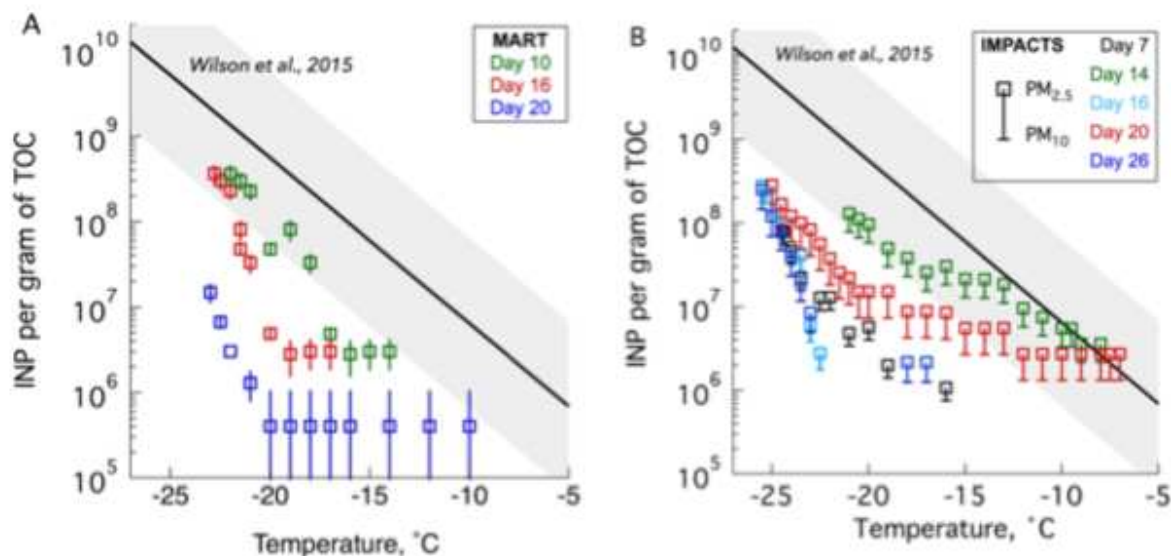 A
MART
Day 10
Day 16
Day 20
Wilson et al., 2015
10^10
10^9
10^8
10^7
10^6
10^5
INP per gram of TOC
-25
-20
-15
-10
-5
Temperature, ˚C
B
IMPACTS
Day 7
Day 14
Day 16
Day 20
Day 26
PM2.5
PM10
Wilson et al., 2015
10^10
10^9
10^8
10^7
10^6
10^5
INP per gram of TOC
-25
-20
-15
-10
-5
Temperature, ˚C